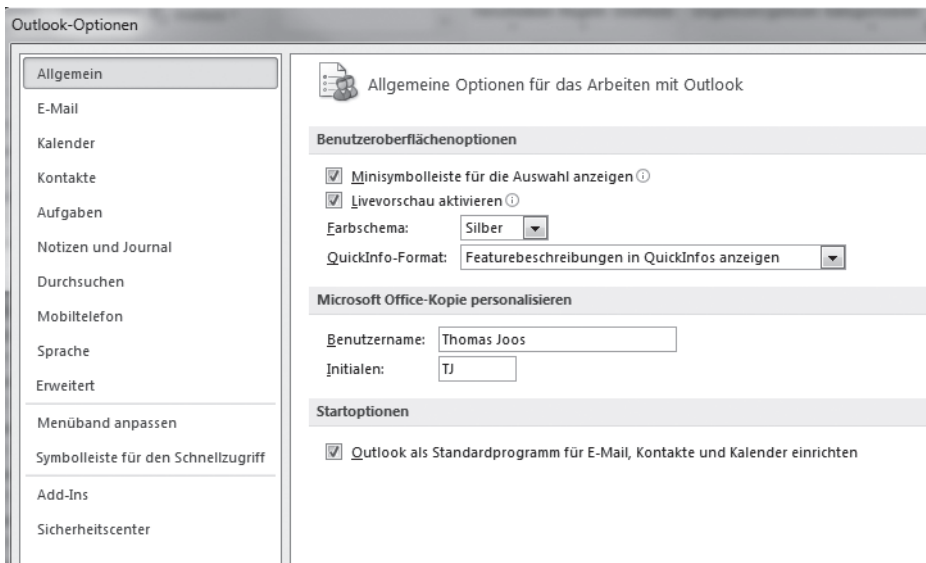 Outlook-Optionen
Allgemein
E-Mail
Kalender
Kontakte
Aufgaben
Notizen und Journal
Durchsuchen
Mobiltelefon
Sprache
Erweitert
Menüband anpassen
Symbolleiste für den Schnellzugriff
Add-Ins
Sicherheitscenter
Allgemeine Optionen für das Arbeiten mit Outlook
Benutzeroberflächenoptionen
Minisymbolleiste für die Auswahl anzeigen
Livevorschau aktivieren
Farbschema: Silber
QuickInfo-Format: Featurebeschreibungen in QuickInfos anzeigen
Microsoft Office-Kopie personalisieren
Benutzername: Thomas Joos
Initialen: TJ
Startoptionen
Outlook als Standardprogramm für E-Mail, Kontakte und Kalender einrichten